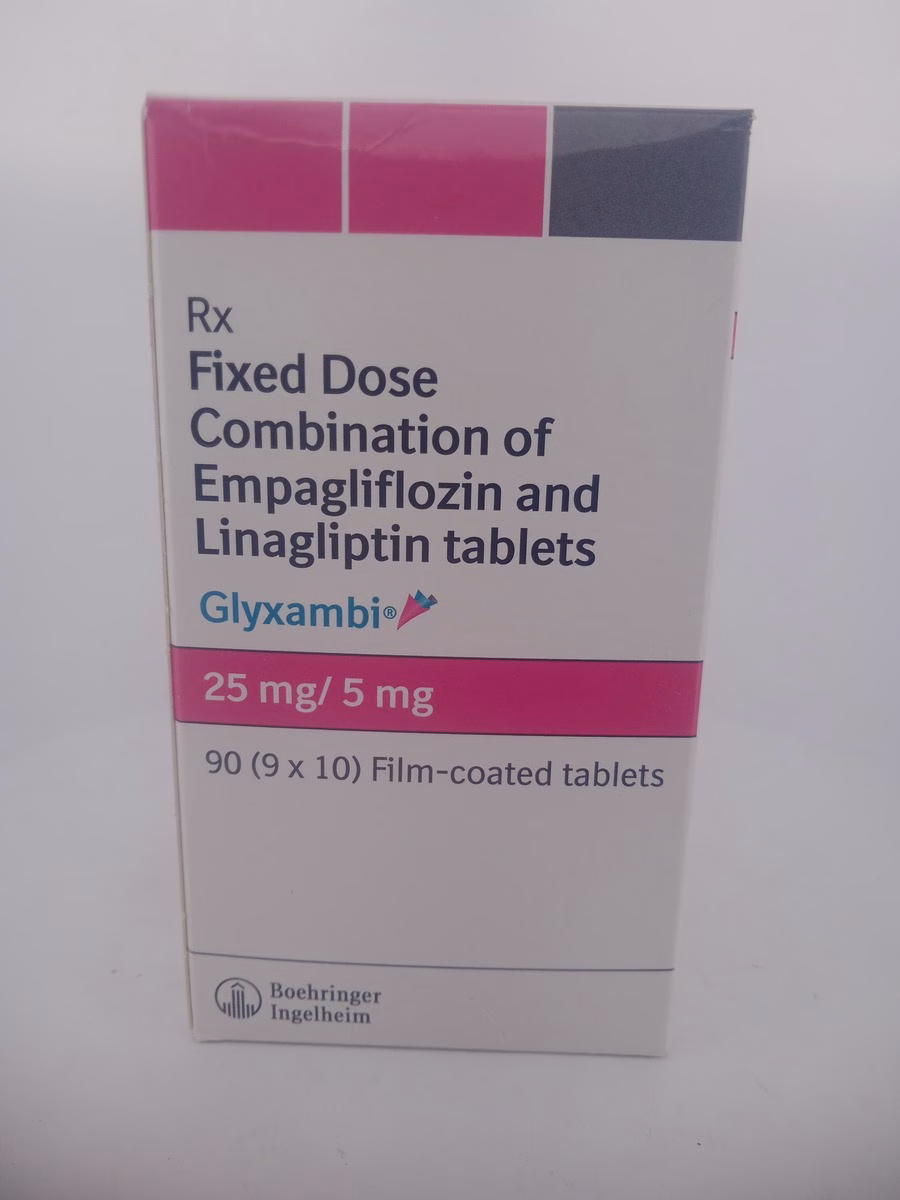 Rx
Fixed Dose
Combination of
Empagliflozin and
Linagliptin tablets
Glyxambi®
25 mg/ 5 mg
90 (9 x 10) Film-coated tablets
Boehringer
Ingelheim